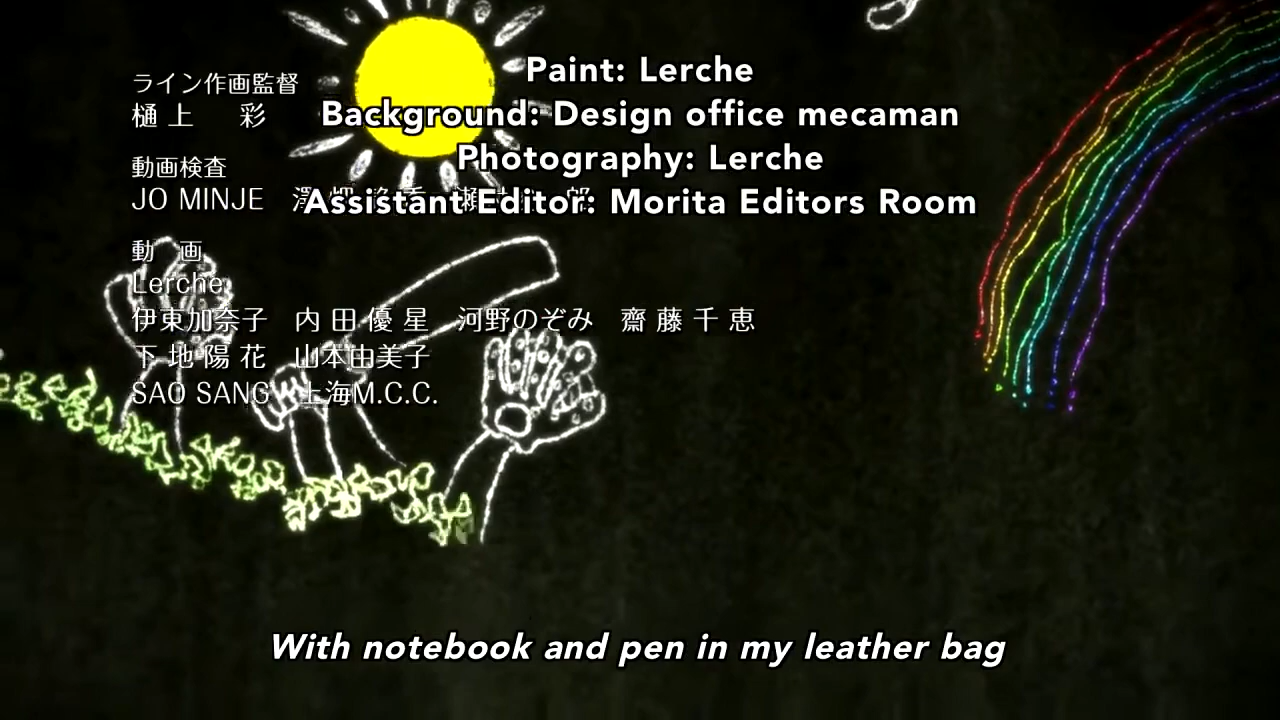 Paint: Lerche
Background: Design office mecaman
Photography: Lerche
Assistant Editor: Morita Editors Room
ライン作画監督
樋上 彩
動画検査
JO MINJE
動 画
Lerche
伊東加奈子 内田優星 河野のぞみ 齋藤千恵
下地陽花 山本由美子
SAO SANG 上海M.C.C.
With notebook and pen in my leather bag